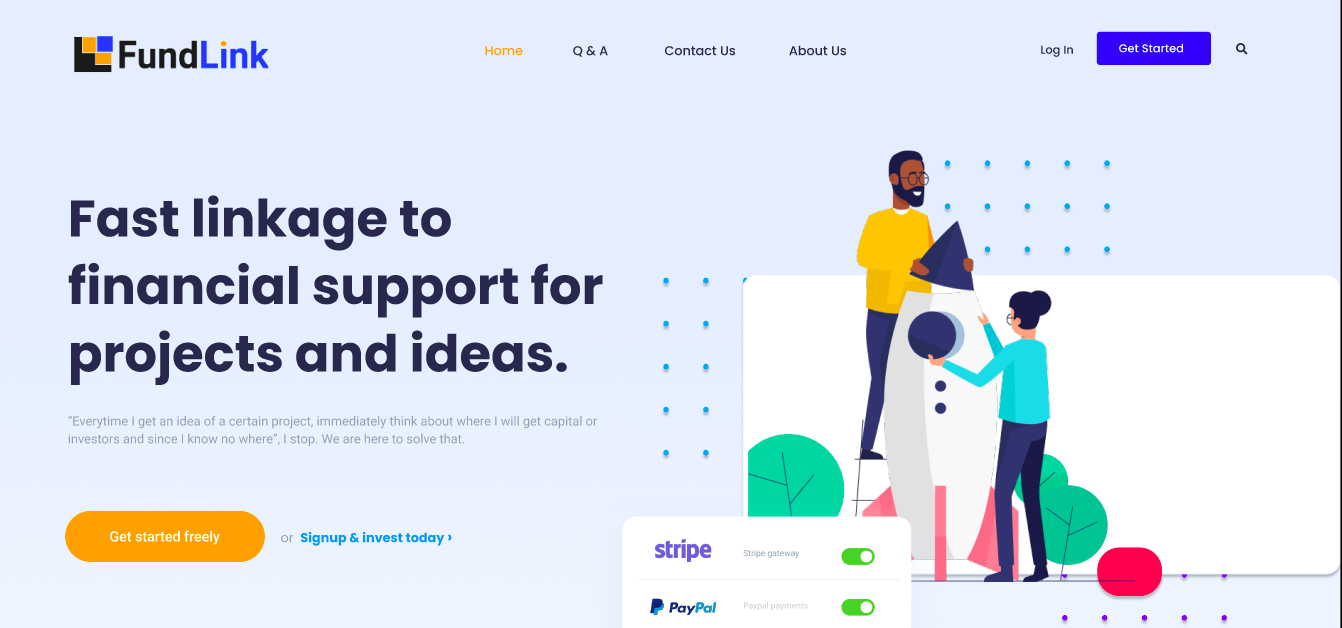 FundLink
Home
Q & A
Contact Us
About Us
Log In
Get Started
Fast linkage to
financial support for
projects and ideas.
"Everytime I get an idea of a certain project, immediately think about where I will get capital or
investors and since I know no where", I stop. We are here to solve that.
Get started freely
or Signup & invest today ›
stripe
Stripe gateway
PayPal
Paypal payments